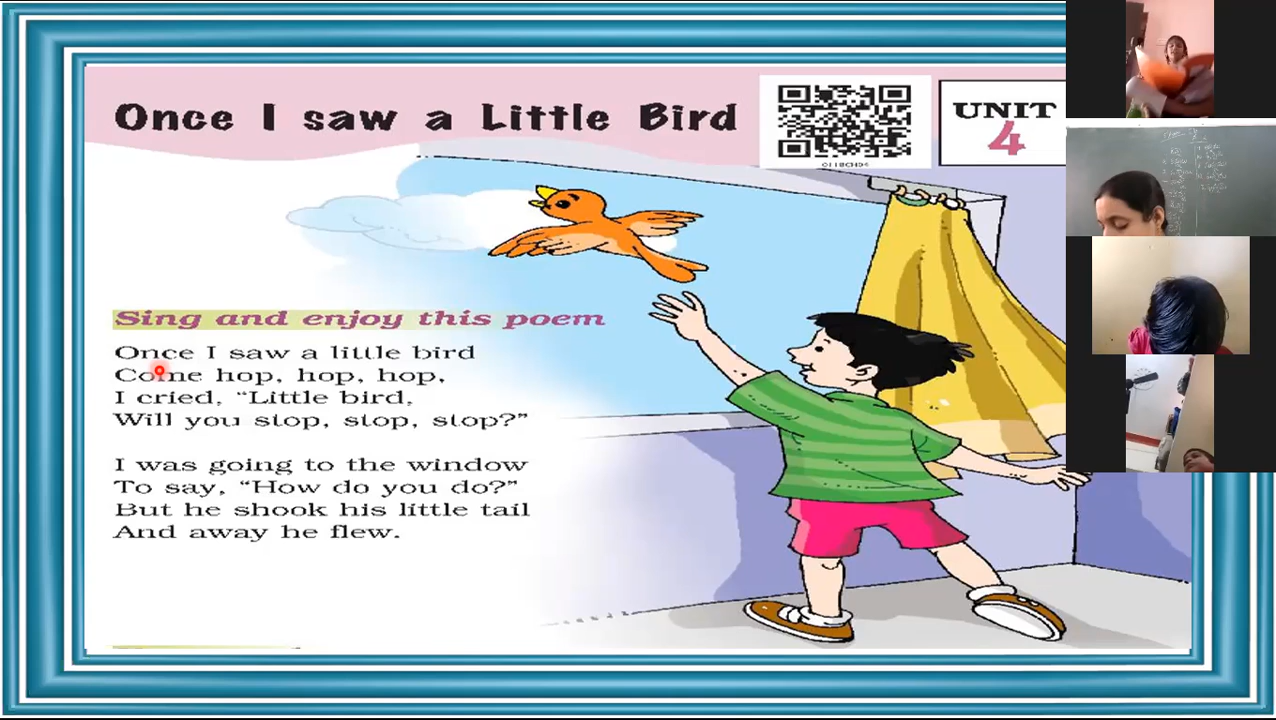 Once I saw a Little Bird
UNIT
4
0118CH04
Sing and enjoy this poem
Once I saw a little bird
Come hop, hop, hop,
I cried, “Little bird,
Will you stop, stop, stop?”
I was going to the window
To say, “How do you do?”
But he shook his little tail
And away he flew.